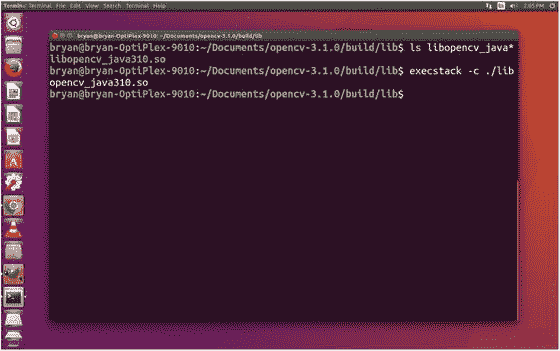 Terminal File Edit View Search Terminal Help 2:05 PM
bryan@bryan-OptiPlex-9010: ~/Documents/opencv-3.1.0/build/lib
bryan@bryan-OptiPlex-9010:~/Documents/opencv-3.1.0/build/lib$ ls libopencv_java*
libopencv_java310.so
bryan@bryan-OptiPlex-9010:~/Documents/opencv-3.1.0/build/lib$ execstack -c ./lib
opencv_java310.so
bryan@bryan-OptiPlex-9010:~/Documents/opencv-3.1.0/build/lib$